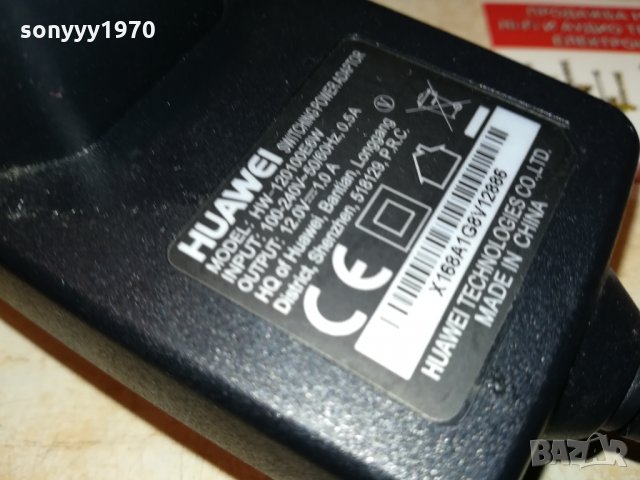 sonyyy1970
HUAWEI SWITCHING POWER ADAPTOR
MODEL: HW-120100E6W
INPUT: 100-240V~50/60Hz, 0.5A
OUTPUT: 12.0V⎓1.0 A
HQ of Huawei, Bantian, Longgang
District, Shenzhen, 518129, P.R.C.
V
CE
X168A1G8V12886
HUAWEI TECHNOLOGIES CO.,LTD.
MADE IN CHINA
BAZAR